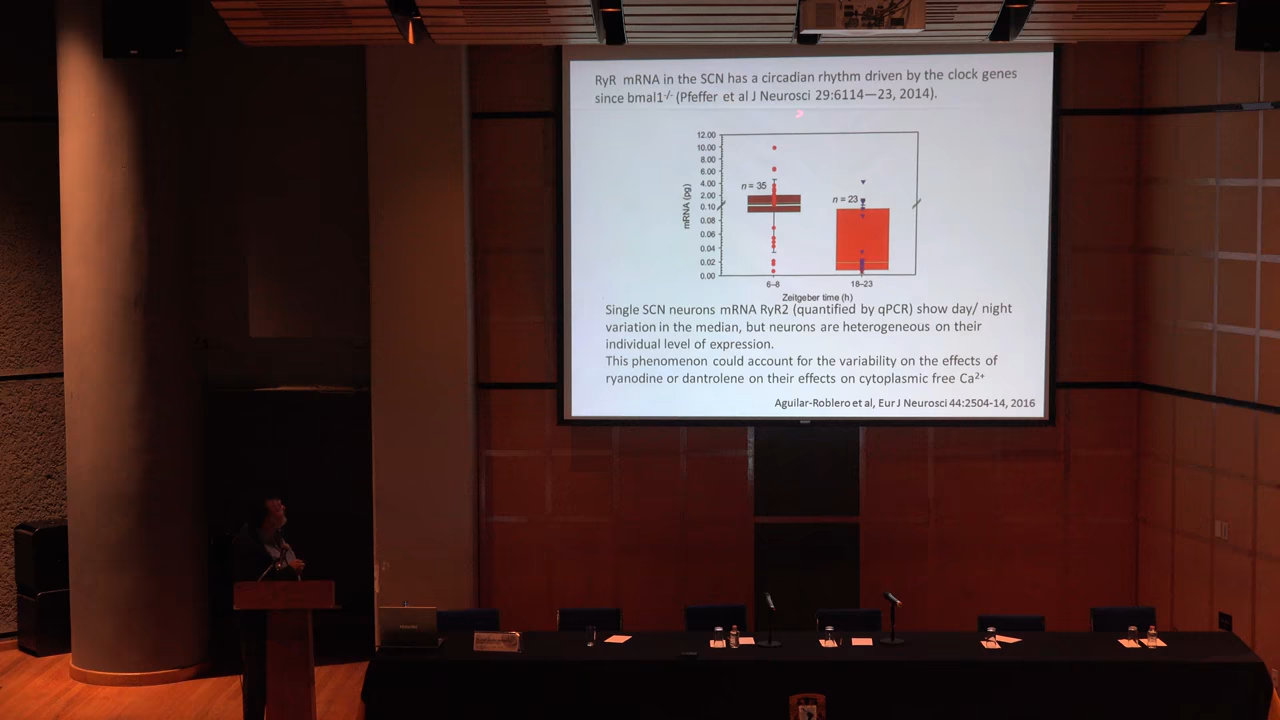 RyR mRNA in the SCN has a circadian rhythm driven by the clock genes
since bmal1-/- (Pfeffer et al J Neurosci 29:6114—23, 2014).
12.00
10.00
8.00
6.00
4.00
2.00
0.10
0.08
0.06
0.04
0.02
0.00
mRNA (pg)
n = 35
n = 23
6–8
18–23
Zeitgeber time (h)
Single SCN neurons mRNA RyR2 (quantified by qPCR) show day/ night
variation in the median, but neurons are heterogeneous on their
individual level of expression.
This phenomenon could account for the variability on the effects of
ryanodine or dantrolene on their effects on cytoplasmic free Ca2+
Aguilar-Roblero et al, Eur J Neurosci 44:2504-14, 2016